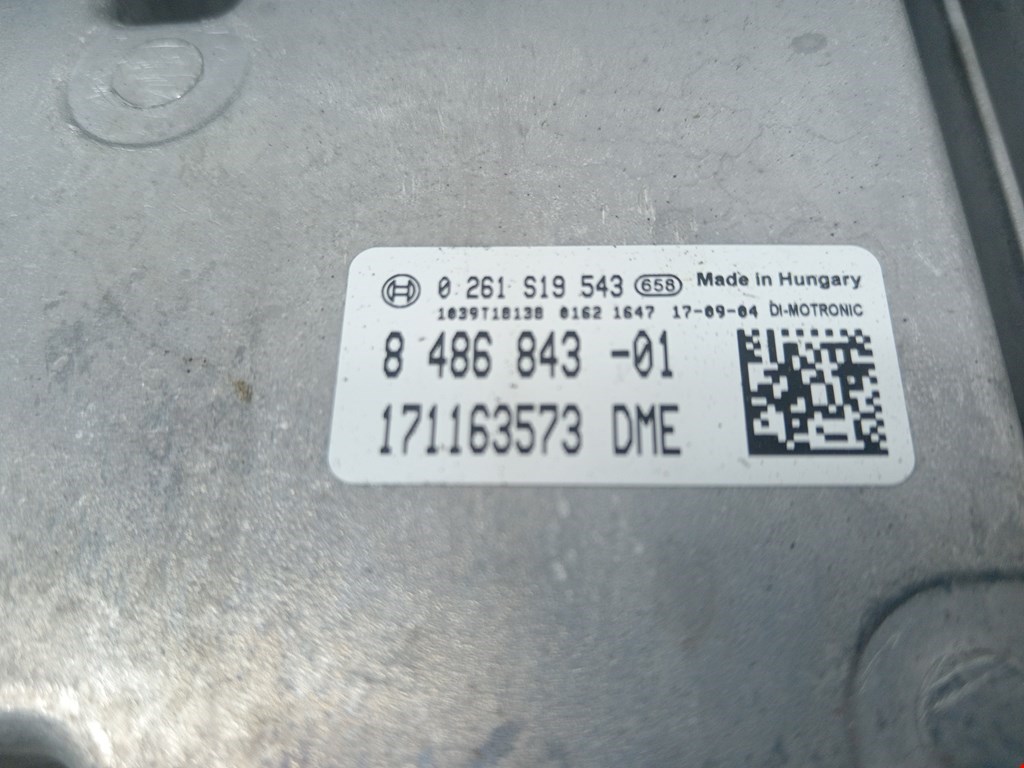 0 261 S19 543 658 Made in Hungary
1039T18138 0162 1647 17-09-04 DI-MOTRONIC
8 486 843 -01
171163573 DME